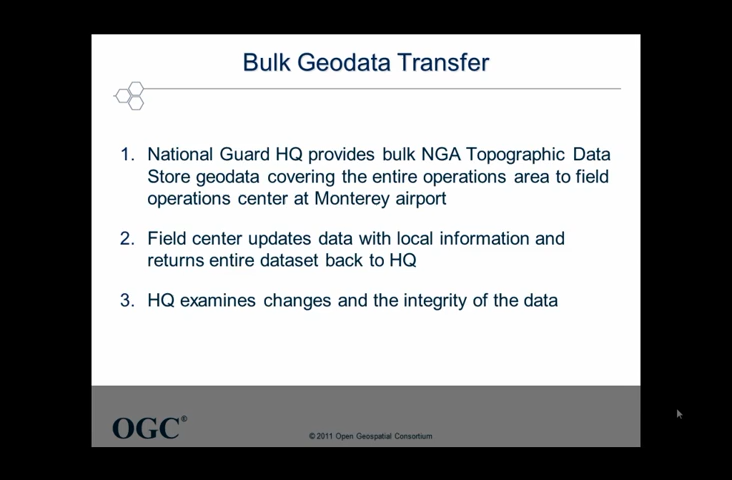 Bulk Geodata Transfer
1. National Guard HQ provides bulk NGA Topographic Data
Store geodata covering the entire operations area to field
operations center at Monterey airport
2. Field center updates data with local information and
returns entire dataset back to HQ
3. HQ examines changes and the integrity of the data
OGC®
© 2011 Open Geospatial Consortium